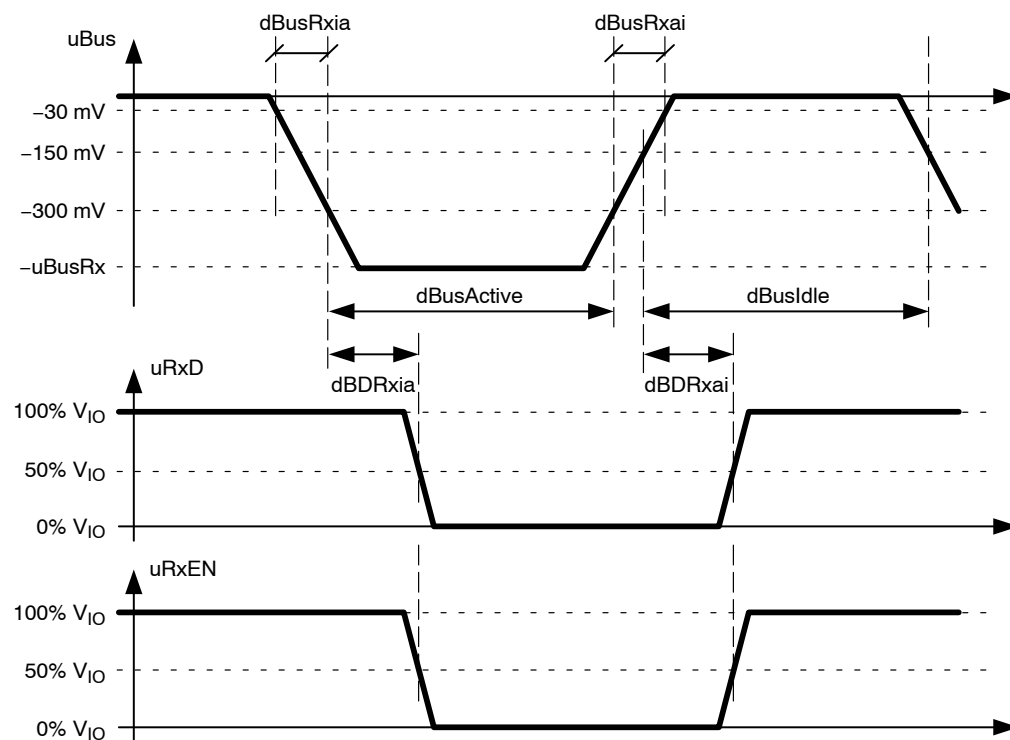 dBusRxia
dBusRxai
uBus
−30 mV
−150 mV
−300 mV
−uBusRx
dBusActive
dBusIdle
uRxD
dBDRxia
dBDRxai
100% VIO
50% VIO
0% VIO
uRxEN
100% VIO
50% VIO
0% VIO